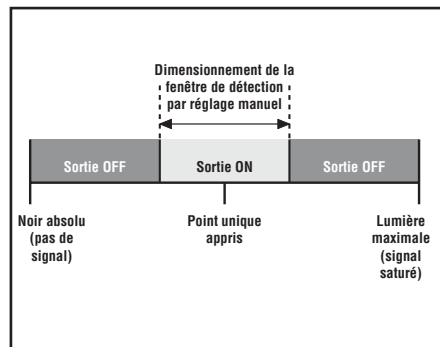 Dimensionnement de la
fenêtre de détection
par réglage manuel
Sortie OFF
Sortie ON
Sortie OFF
Noir absolu
(pas de
signal)
Point unique
appris
Lumière
maximale
(signal
saturé)